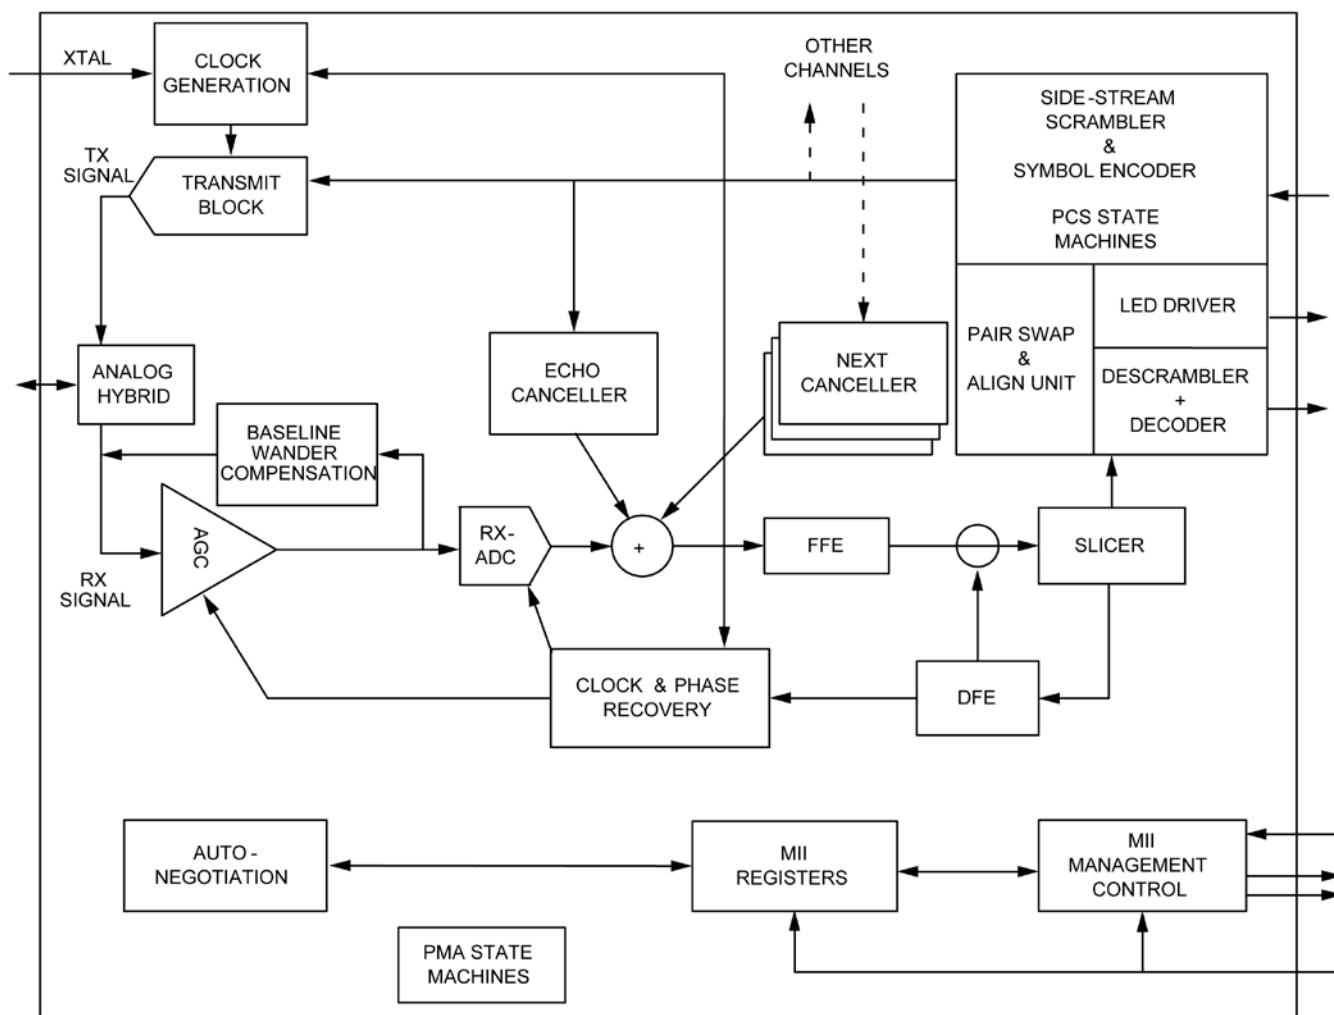 XTAL
CLOCK
GENERATION
OTHER
CHANNELS
SIDE-STREAM
SCRAMBLER
&
SYMBOL ENCODER
PCS STATE
MACHINES
TX
SIGNAL
TRANSMIT
BLOCK
LED DRIVER
PAIR SWAP
&
ALIGN UNIT
DESCRAMBLER
+
DECODER
ANALOG
HYBRID
ECHO
CANCELLER
NEXT
CANCELLER
BASELINE
WANDER
COMPENSATION
AGC
RX-
ADC
+
FFE
SLICER
RX
SIGNAL
CLOCK & PHASE
RECOVERY
DFE
AUTO-
NEGOTIATION
MII
REGISTERS
MII
MANAGEMENT
CONTROL
PMA STATE
MACHINES